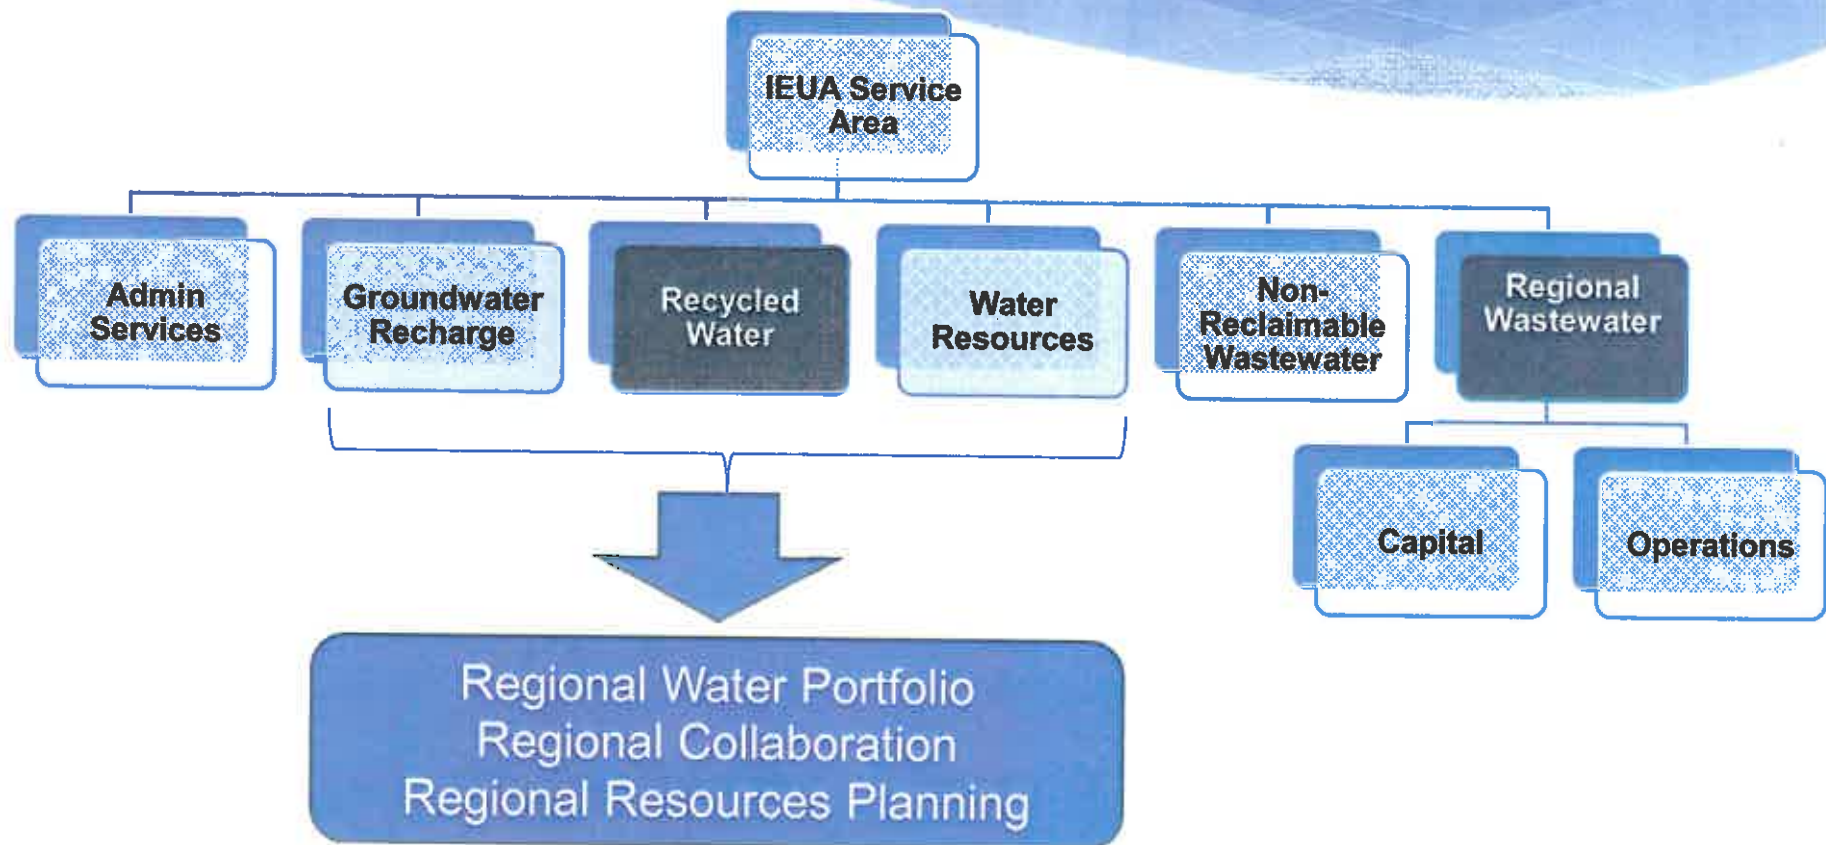 IEUA Service
Area
Admin
Services
Groundwater
Recharge
Recycled
Water
Water
Resources
Non-
Reclaimable
Wastewater
Regional
Wastewater
Capital
Operations
Regional Water Portfolio
Regional Collaboration
Regional Resources Planning